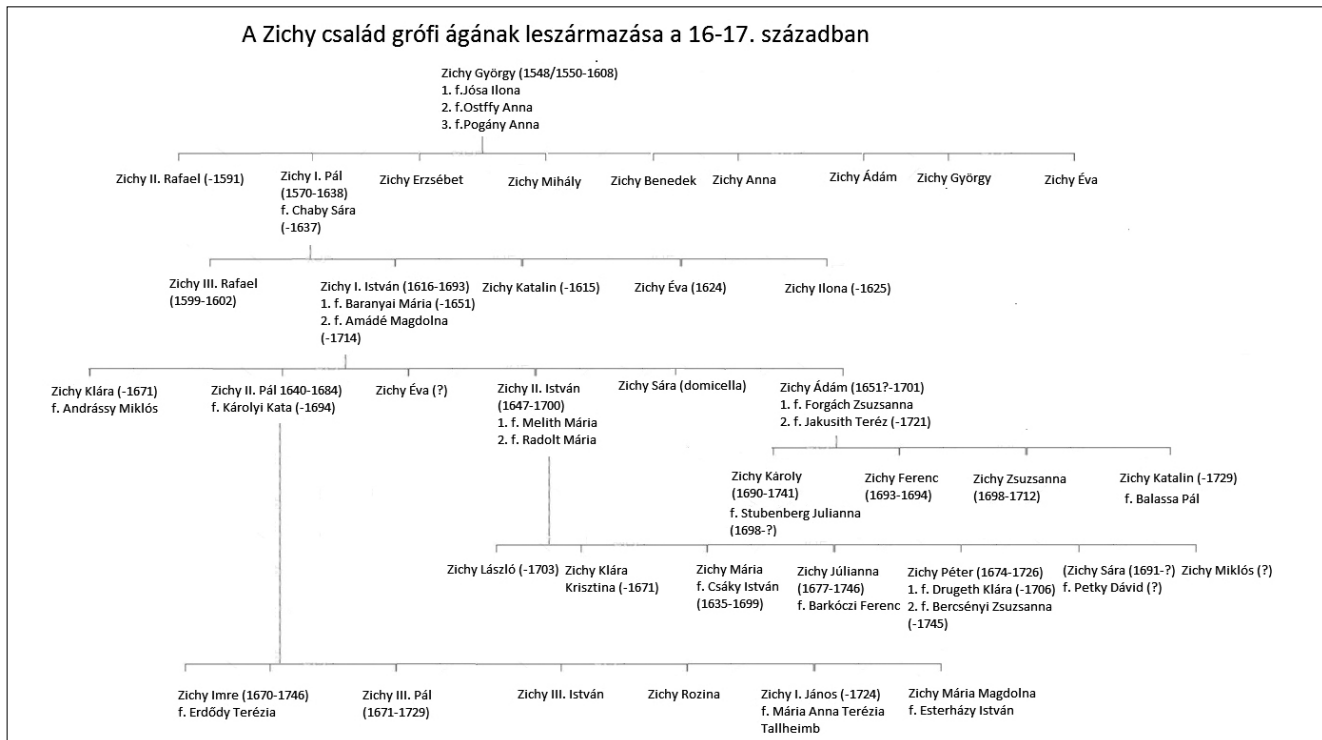 A Zichy család grófi ágának leszármazása a 16-17. században
Zichy György (1548/1550-1608)
1. f.Jósa Ilona
2. f.Ostffy Anna
3. f.Pogány Anna
Zichy II. Rafael (-1591)
Zichy I. Pál
(1570-1638)
f. Chaby Sára
(-1637)
Zichy Erzsébet
Zichy Mihály
Zichy Benedek
Zichy Anna
Zichy Ádám
Zichy György
Zichy Éva
Zichy III. Rafael
(1599-1602)
Zichy I. István (1616-1693)
1. f. Baranyai Mária (-1651)
2. f. Amádé Magdolna
(-1714)
Zichy Katalin (-1615)
Zichy Éva (1624)
Zichy Ilona (-1625)
Zichy Klára (-1671)
f. Andrássy Miklós
Zichy II. Pál 1640-1684)
f. Károlyi Kata (-1694)
Zichy Éva (?)
Zichy II. István
(1647-1700)
1. f. Melith Mária
2. f. Radolt Mária
Zichy Sára (domicella)
Zichy Ádám (1651?-1701)
1. f. Forgách Zsuzsanna
2. f. Jakusith Teréz (-1721)
Zichy Károly
(1690-1741)
f. Stubenberg Julianna
(1698-?)
Zichy Ferenc
(1693-1694)
Zichy Zsuzsanna
(1698-1712)
Zichy Katalin (-1729)
f. Balassa Pál
Zichy László (-1703)
Zichy Klára
Krisztina (-1671)
Zichy Mária
f. Csáky István
(1635-1699)
Zichy Júlianna
(1677-1746)
f. Barkóczi Ferenc
Zichy Péter (1674-1726)
1. f. Drugeth Klára (-1706)
2. f. Bercsényi Zsuzsanna
(-1745)
(Zichy Sára (1691-?)
f. Petky Dávid (?)
Zichy Miklós (?)
Zichy Imre (1670-1746)
f. Erdődy Terézia
Zichy III. Pál
(1671-1729)
Zichy III. István
Zichy Rozina
Zichy I. János (-1724)
f. Mária Anna Terézia
Tallheimb
Zichy Mária Magdolna
f. Esterházy István